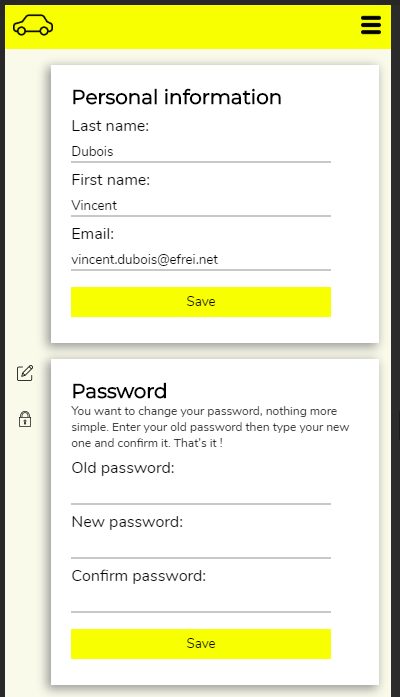 Personal information
Last name:
Dubois
First name:
Vincent
Email:
vincent.dubois@efrei.net
Save
Password
You want to change your password, nothing more
simple. Enter your old password then type your new
one and confirm it. That's it !
Old password:
New password:
Confirm password:
Save